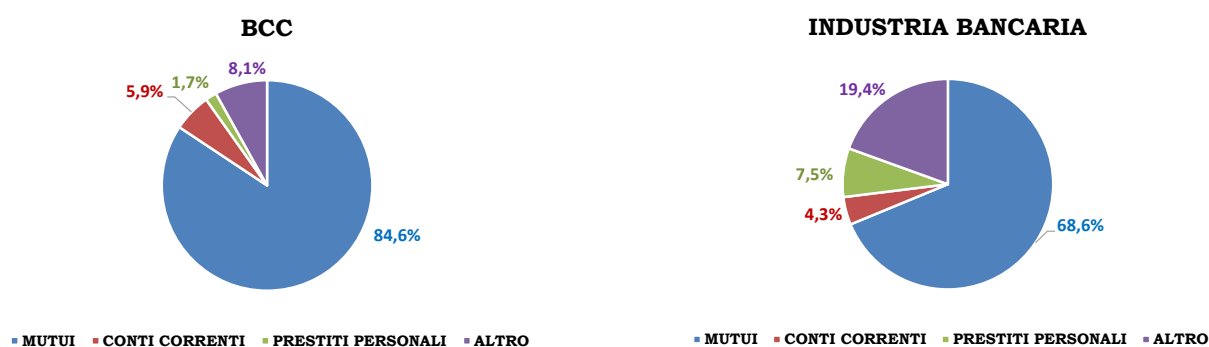 BCC
8,1%
1,7%
5,9%
84,6%
MUTUI CONTI CORRENTI PRESTITI PERSONALI ALTRO
INDUSTRIA BANCARIA
19,4%
7,5%
4,3%
68,6%
MUTUI CONTI CORRENTI PRESTITI PERSONALI ALTRO